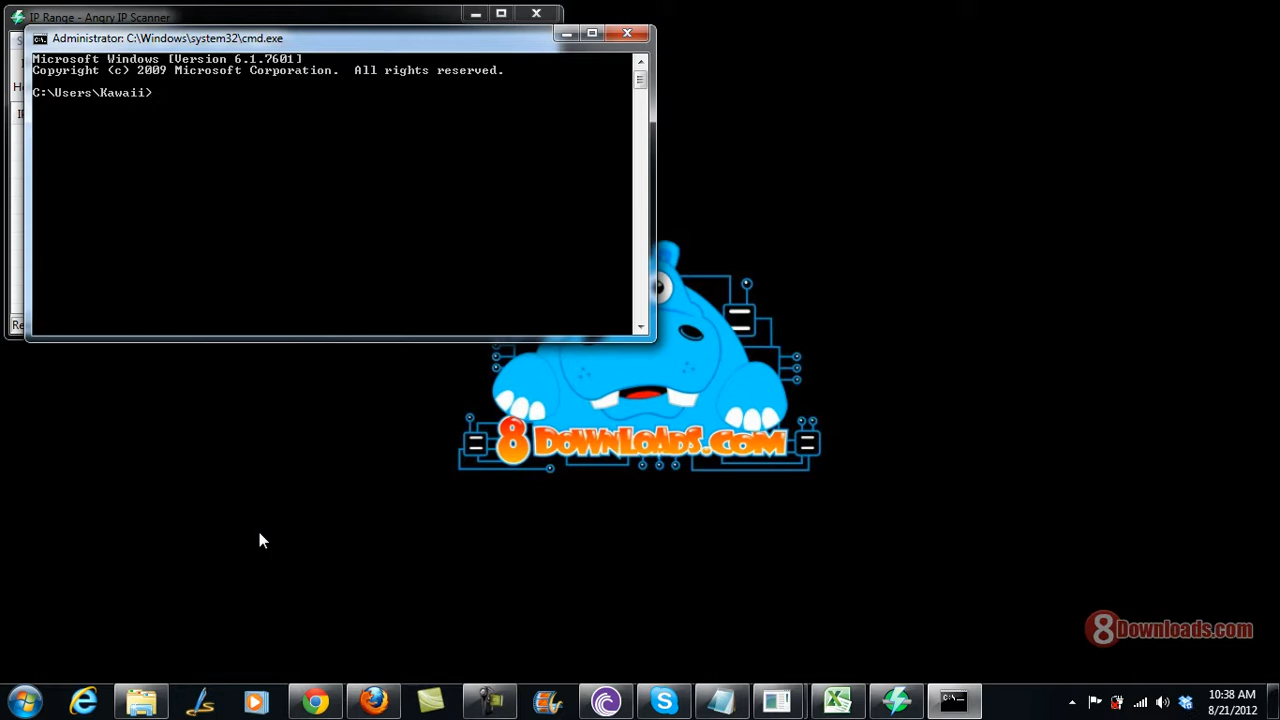 IP Range - Angry IP Scanner
Administrator: C:\Windows\system32\cmd.exe
Microsoft Windows [Version 6.1.7601]
Copyright (c) 2009 Microsoft Corporation.  All rights reserved.
C:\Users\Kawaii>
8 DOWNLOADS.COM
8Downloads.com
10:38 AM
8/21/2012